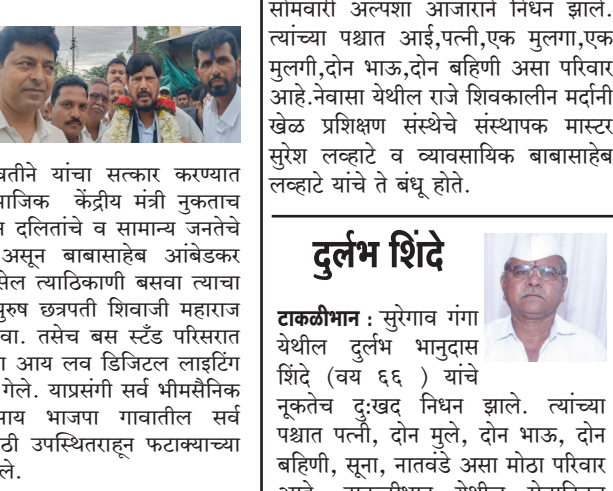 वतीने यांचा सत्कार करण्यात
केंद्रीय मंत्री नुकताच
दलितांचे व सामान्य जनतेचे
असून बाबासाहेब आंबेडकर
त्याठिकाणी बसवा त्याचा
छत्रपती शिवाजी महाराज
तसेच बस स्टँड परिसरात
आय लव डिजिटल लाइटिंग
गेले. याप्रसंगी सर्व भीमसैनिक
भाजपा गावातील सर्व
उपस्थितराहून फटाक्याच्या
सोमवारी अल्पशा आजाराने निधन झाले.
त्यांच्या पश्चात आई,पत्नी,एक मुलगा,एक
मुलगी,दोन भाऊ,दोन बहिणी असा परिवार
आहे.नेवासा येथील राजे शिवकालीन मर्दानी
खेळ प्रशिक्षण संस्थेचे संस्थापक मास्टर
सुरेश लव्हाटे व व्यावसायिक बाबासाहेब
लव्हाटे यांचे ते बंधू होते.
दुर्लभ शिंदे
टाकळीभान : सुरेगाव गंगा
येथील दुर्लभ भानुदास
शिंदे (वय ६६ ) यांचे
नूकतेच दु:खद निधन झाले. त्यांच्या
पश्चात पत्नी, दोन मुले, दोन भाऊ, दोन
बहिणी, सूना, नातवंडे असा मोठा परिवार